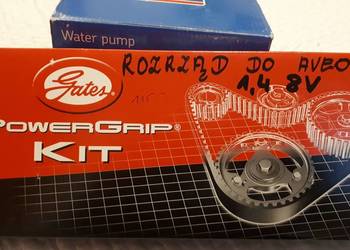 Water pump
ROZRZĄD DO AVEO
1,4 8V
Gates
POWERGRIP®
KIT